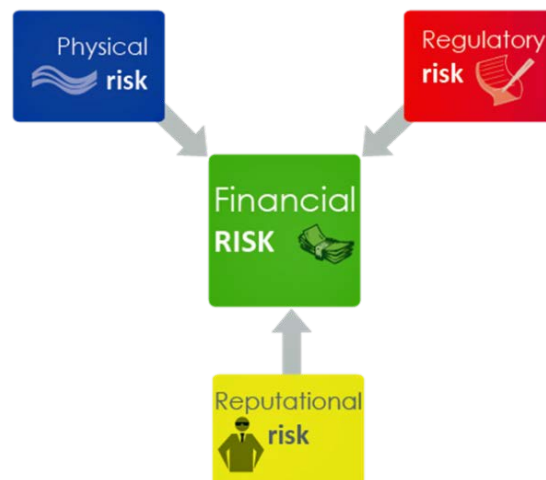 Physical
risk
Regulatory
risk
Financial
RISK
Reputational
risk